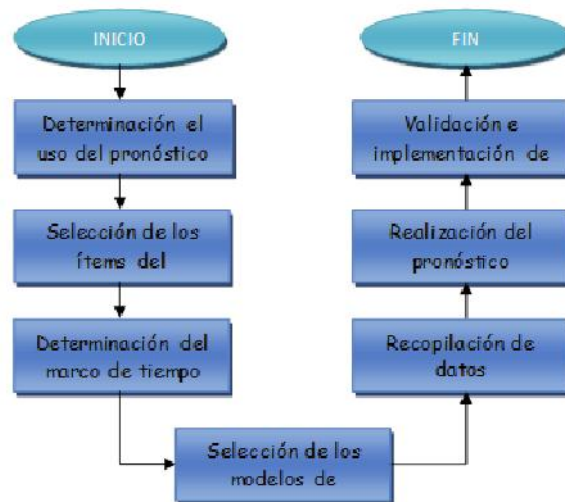 INICIO
Determinación el
uso del pronóstico
Selección de los
ítems del
Determinación del
marco de tiempo
Selección de los
modelos de
Recopilación de
datos
Realización del
pronóstico
Validación e
implementación de
FIN